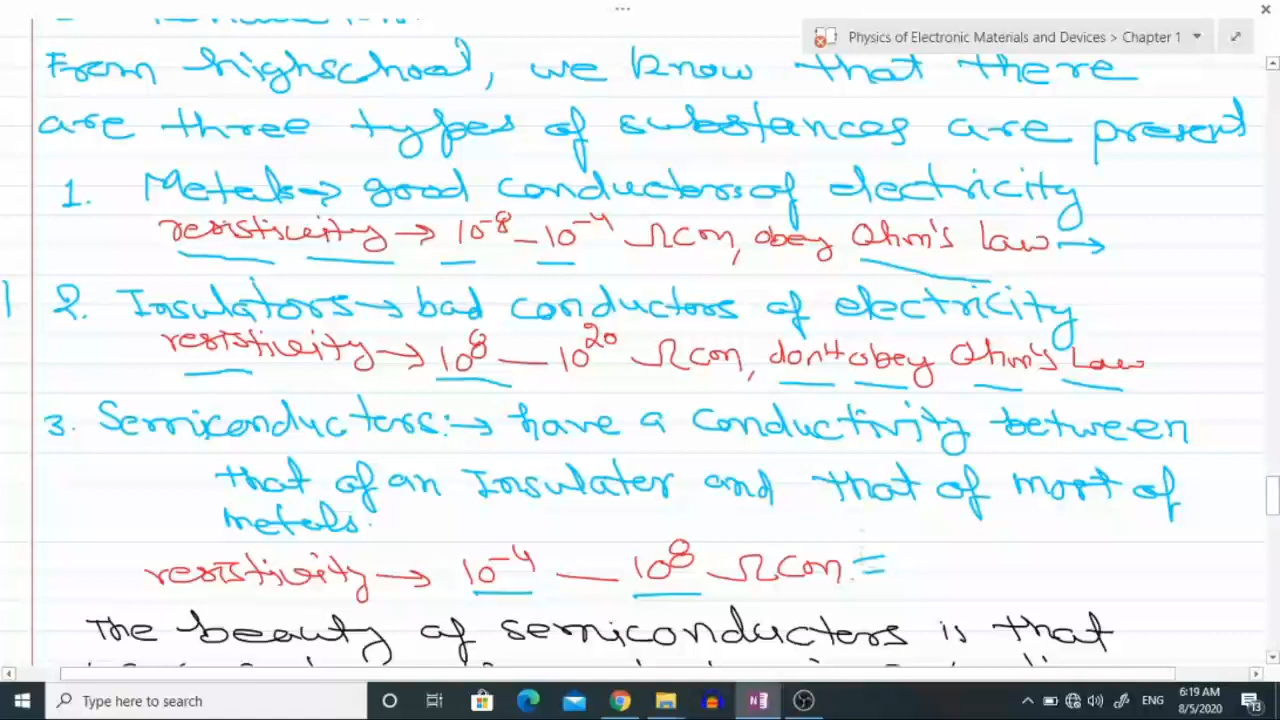 Physics of Electronic Materials and Devices > Chapter 1
From highschool, we know that there
are three types of substances are present
1. Metals → good conductors of electricity
resistivity → 10⁻⁸ – 10⁻⁴ Ωcm, obey Ohm's law →
2. Insulators → bad conductors of electricity
resistivity → 10⁸ — 10²⁰ Ωcm, don't obey Ohm's Law
3. Semiconductors: → have a conductivity between
that of an Insulator and that of most of
metals.
resistivity → 10⁻⁴ — 10⁸ Ωcm. =
The beauty of semiconductors is that
Type here to search
ENG
6:19 AM
8/5/2020
13